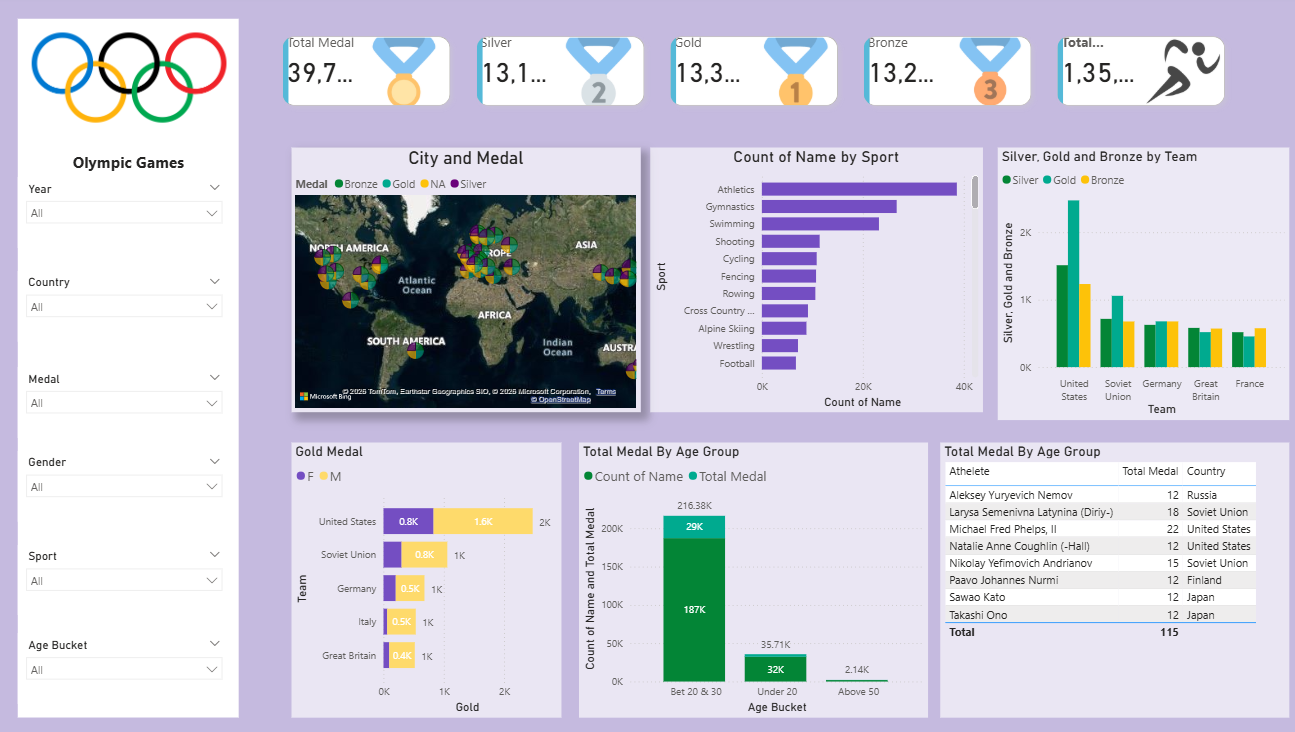 Olympic Games
Year
All
Country
All
Medal
All
Gender
All
Sport
All
Age Bucket
All
Total Medal
39,7...
Silver
13,1...
2
Gold
13,3...
1
Bronze
13,2...
3
Total...
1,35,...
City and Medal
Medal Bronze Gold NA Silver
NORTH AMERICA
ROPE
ASIA
Atlantic
Ocean
AFRICA
SOUTH AMERICA
Indian
Ocean
AUSTRA
Microsoft Bing
© 2026 TomTom, Earthstar Geographics SIO, © 2026 Microsoft Corporation, Terms
© OpenStreetMap
Count of Name by Sport
Sport
Athletics
Gymnastics
Swimming
Shooting
Cycling
Fencing
Rowing
Cross Country ...
Alpine Skiing
Wrestling
Football
0K 20K 40K
Count of Name
Silver, Gold and Bronze by Team
Silver Gold Bronze
Silver, Gold and Bronze
2K
1K
0K
United States
Soviet Union
Germany
Great Britain
France
Team
Gold Medal
F M
Team
United States 0.8K 1.6K 2K
Soviet Union 0.8K 1K
Germany 0.5K 1K
Italy 0.5K 1K
Great Britain 0.4K 1K
0K 1K 2K
Gold
Total Medal By Age Group
Count of Name Total Medal
Count of Name and Total Medal
200K
150K
100K
50K
0K
216.38K
29K
187K
35.71K
32K
2.14K
Bet 20 & 30 Under 20 Above 50
Age Bucket
Total Medal By Age Group
Athelete Total Medal Country
Aleksey Yuryevich Nemov 12 Russia
Larysa Semenivna Latynina (Diriy-) 18 Soviet Union
Michael Fred Phelps, II 22 United States
Natalie Anne Coughlin (-Hall) 12 United States
Nikolay Yefimovich Andrianov 15 Soviet Union
Paavo Johannes Nurmi 12 Finland
Sawao Kato 12 Japan
Takashi Ono 12 Japan
Total 115